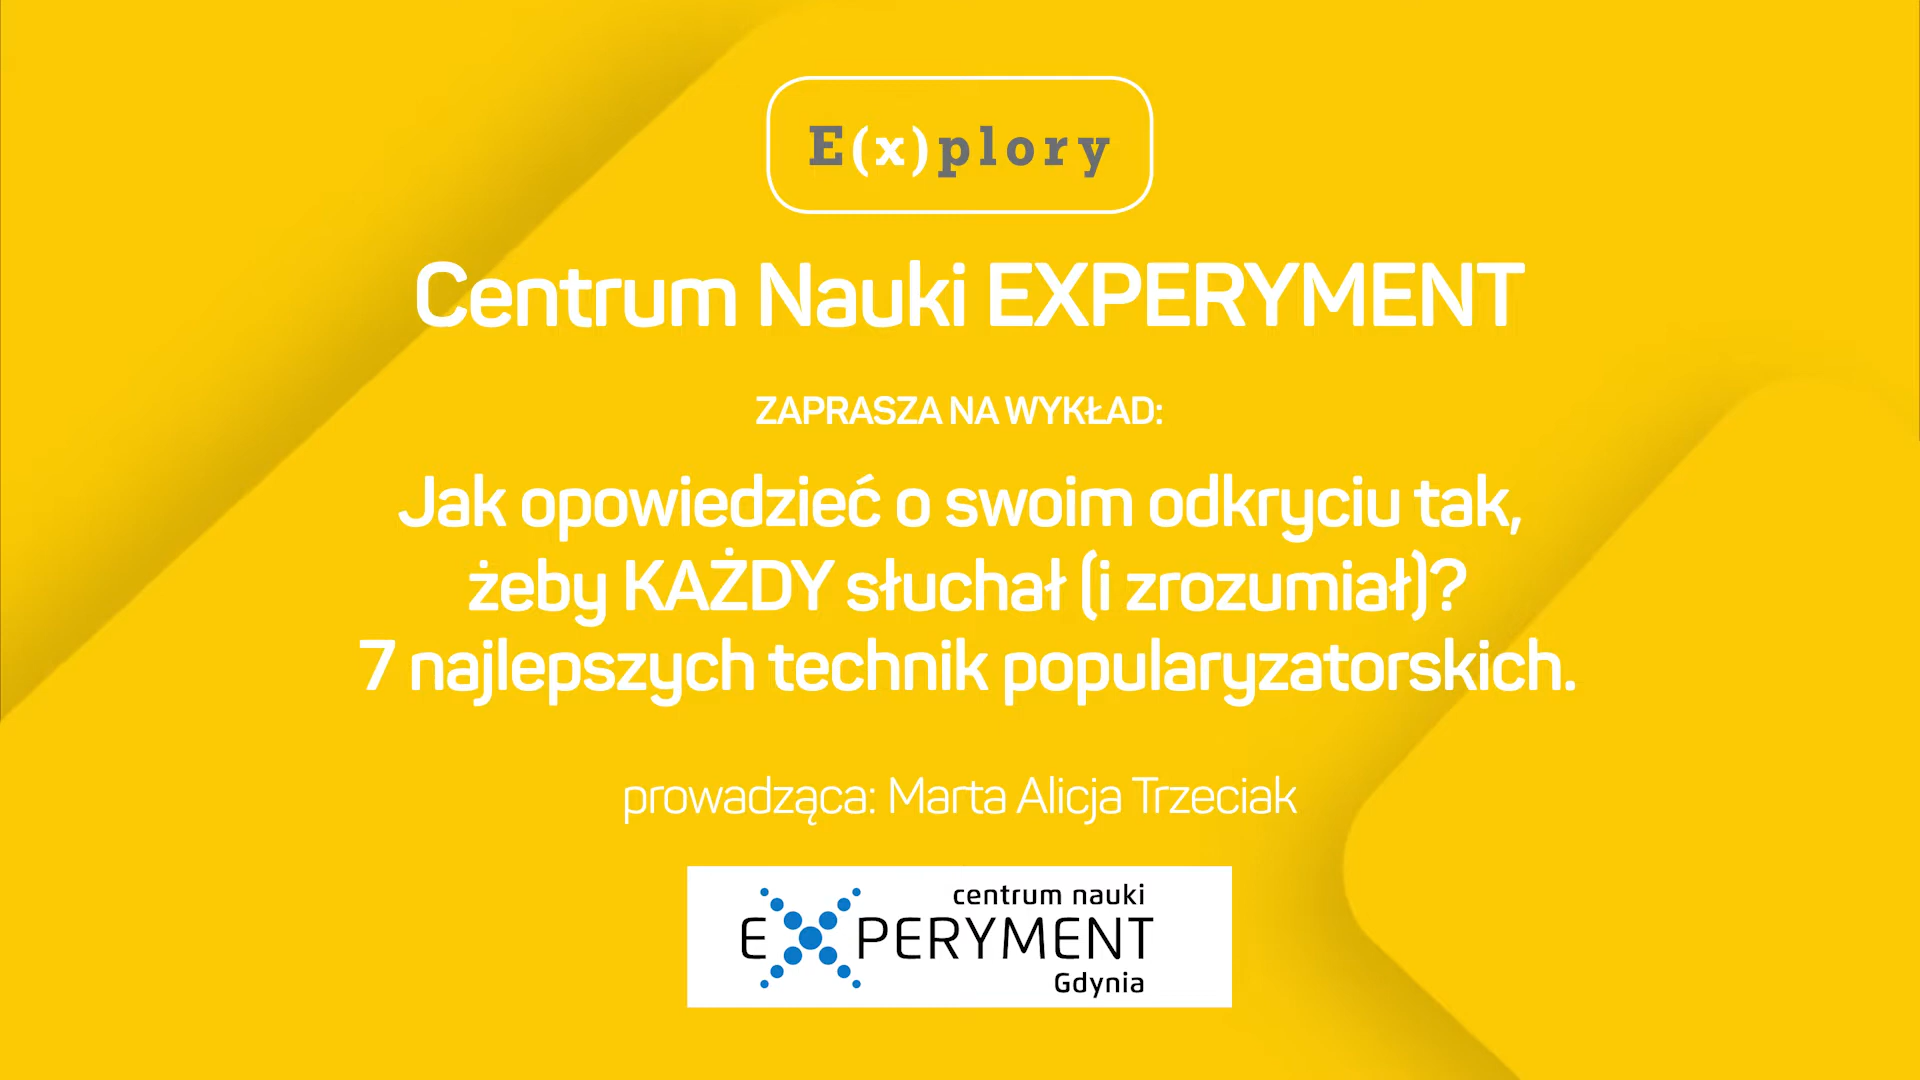 E(x)plory
Centrum Nauki EXPERYMENT
ZAPRASZA NA WYKŁAD:
Jak opowiedzieć o swoim odkryciu tak,
żeby KAŻDY słuchał (i zrozumiał)?
7 najlepszych technik popularyzatorskich.
prowadząca: Marta Alicja Trzeciak
centrum nauki
EXPERYMENT
Gdynia